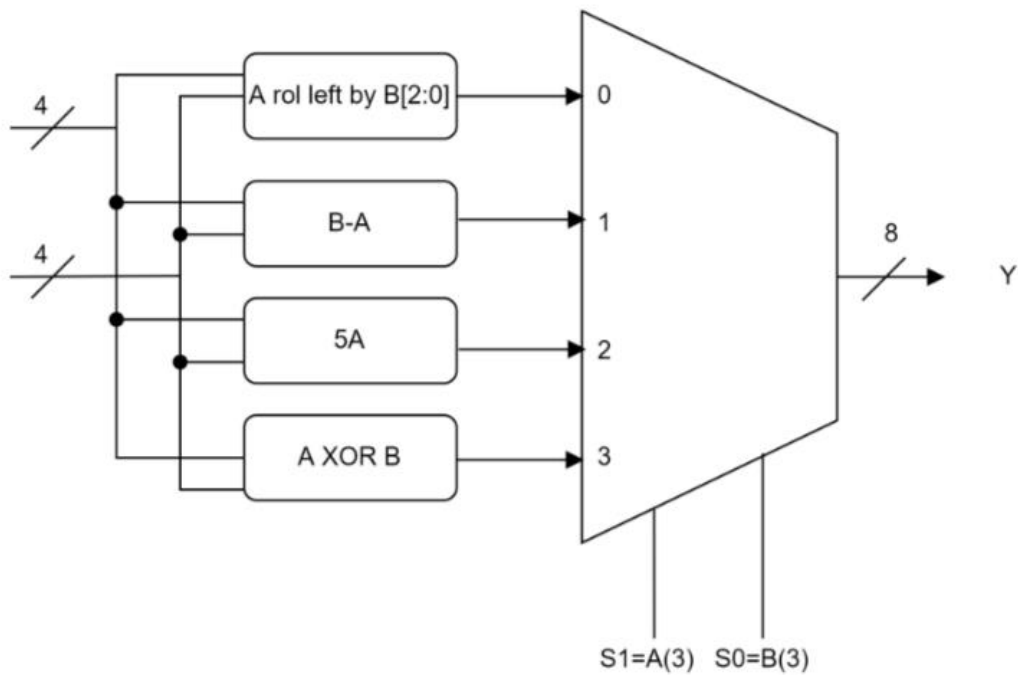 4
A rol left by B[2:0]
0
B-A
1
4
8
Y
5A
2
A XOR B
3
S1=A(3) S0=B(3)